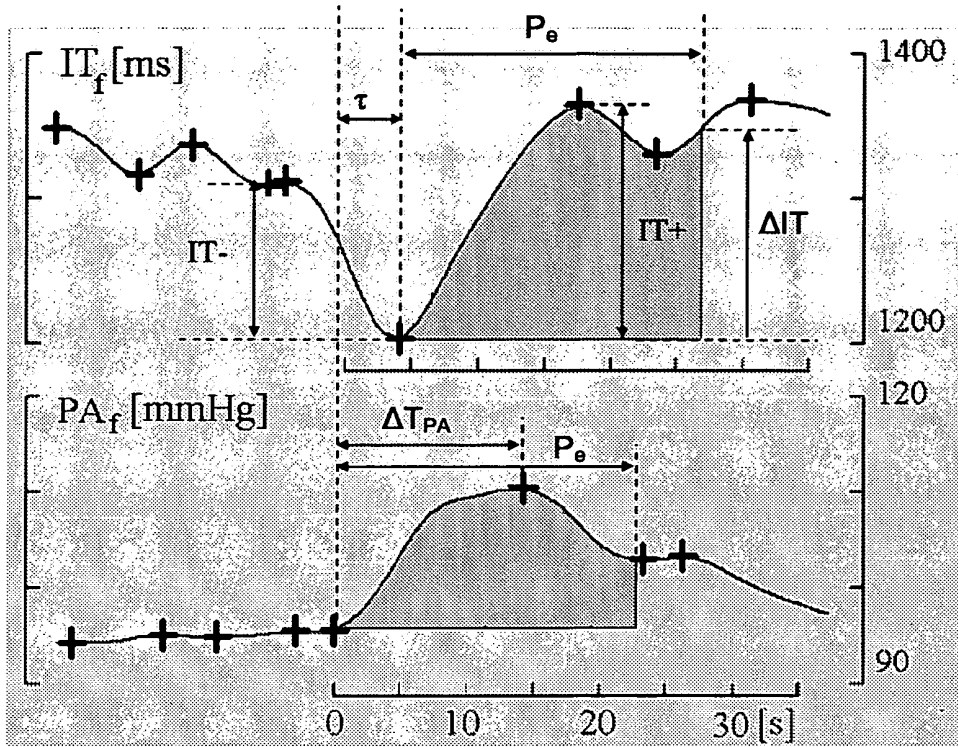 P_e
IT_f [ms]
1400
τ
IT-
IT+
ΔIT
1200
PA_f [mmHg]
120
ΔT_PA
P_e
90
0 10 20 30 [s]